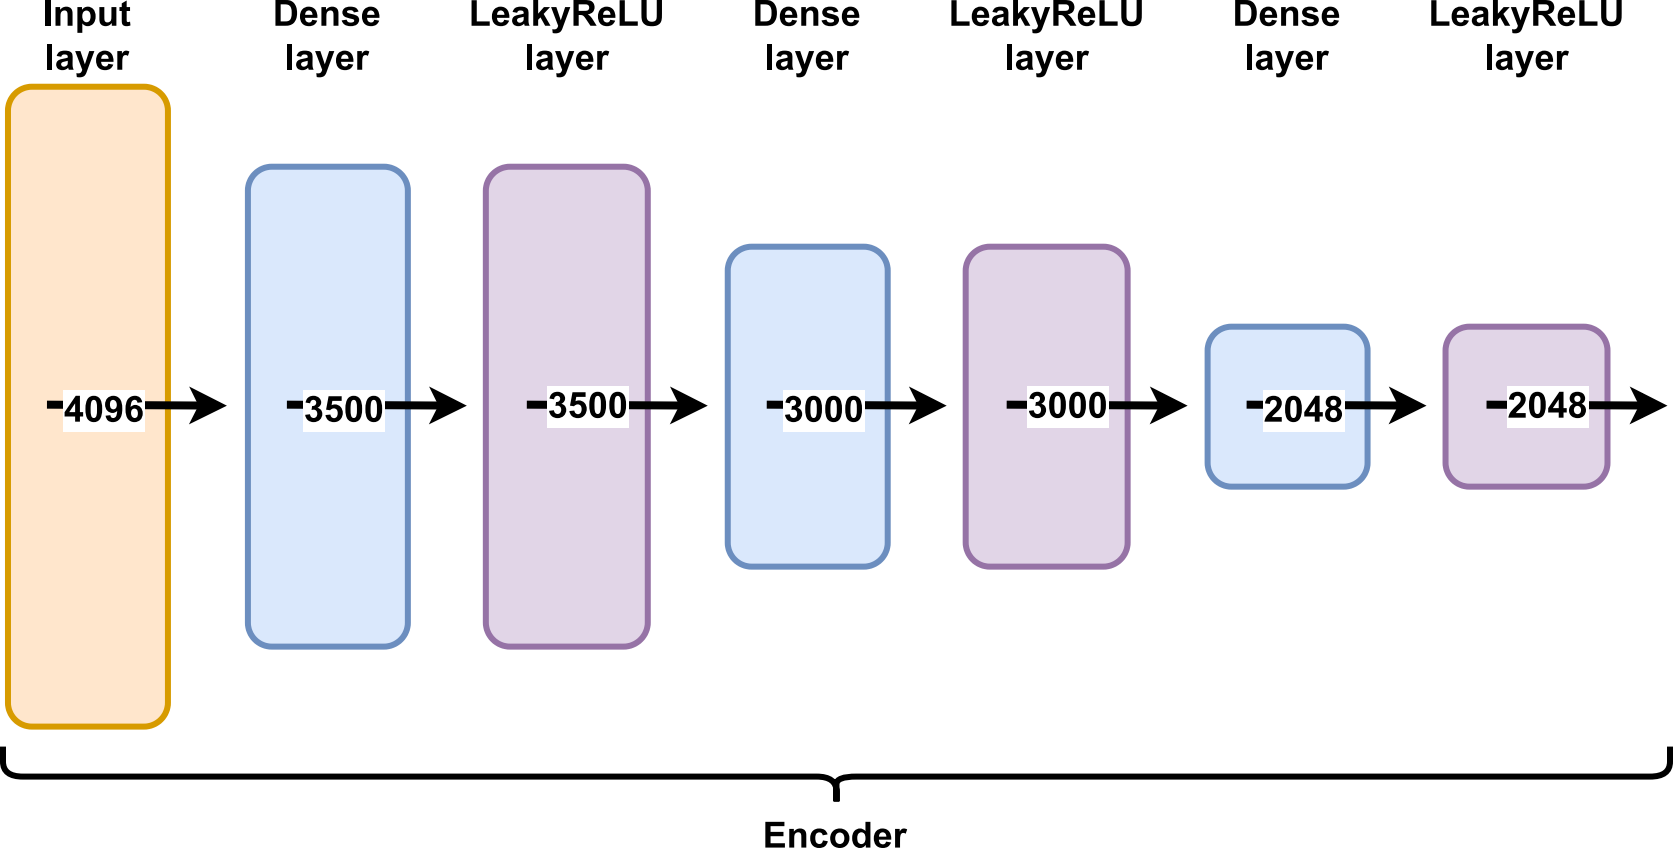 Input
layer
Dense
layer
LeakyReLU
layer
Dense
layer
LeakyReLU
layer
Dense
layer
LeakyReLU
layer
4096
3500
3500
3000
3000
2048
2048
Encoder